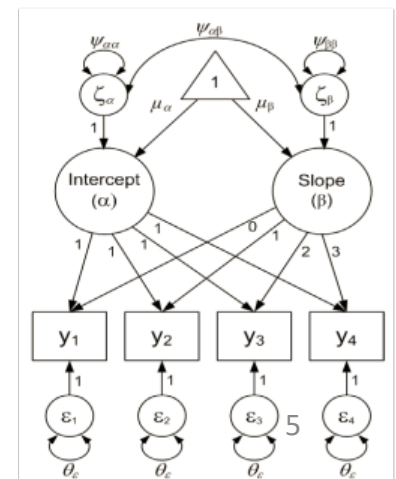 ψαβ
ψαα ψββ
ζα 1 ζβ
1 μα μβ 1
Intercept Slope
(α) (β)
1 1 1 1 0 1 2 3
y1 y2 y3 y4
1 1 1 1
ε1 ε2 ε3 5 ε4
θε θε θε θε